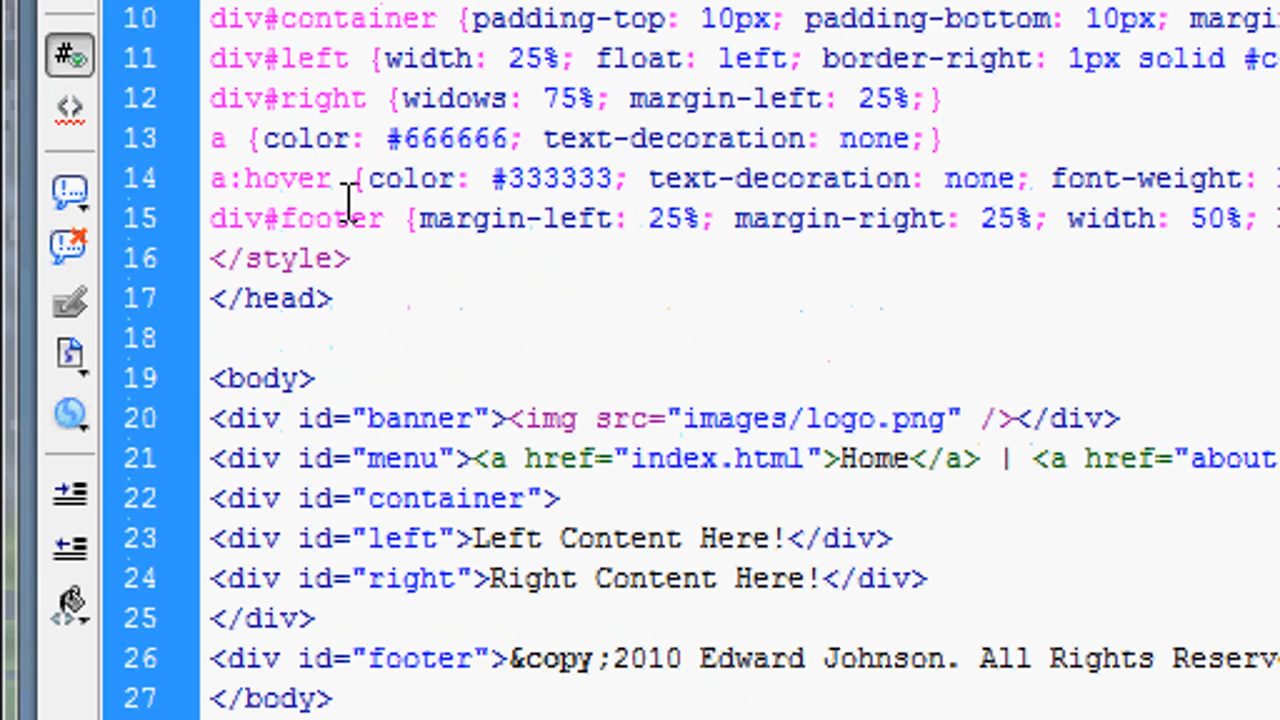 10 div#container {padding-top: 10px; padding-bottom: 10px;
11 div#left {width: 25%; float: left; border-right: 1px solid
12 div#right {widows: 75%; margin-left: 25%;}
13 a {color: #666666; text-decoration: none;}
14 a:hover {color: #333333; text-decoration: none; font-weight:
15 div#footer {margin-left: 25%; margin-right: 25%; width: 50%;
16 </style>
17 </head>
18
19 <body>
20 <div id="banner"><img src="images/logo.png" /></div>
21 <div id="menu"><a href="index.html">Home</a> | <a href="about
22 <div id="container">
23 <div id="left">Left Content Here!</div>
24 <div id="right">Right Content Here!</div>
25 </div>
26 <div id="footer">&copy;2010 Edward Johnson. All Rights
27 </body>